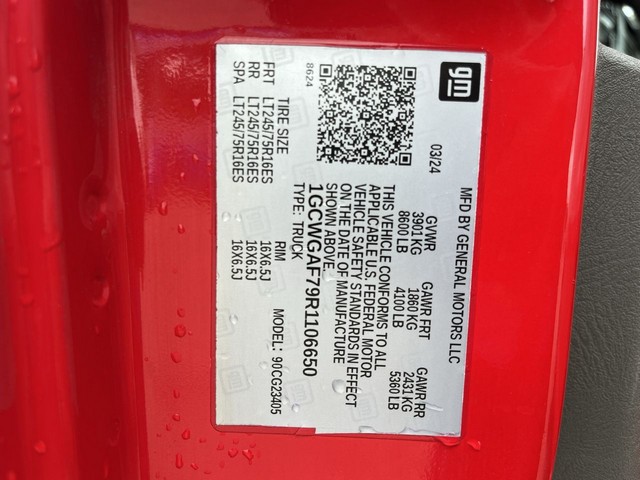 gm
MFD BY GENERAL MOTORS LLC
03/24
GVWR GAWR FRT GAWR RR
3901 KG 1860 KG 2431 KG
8600 LB 4100 LB 5360 LB
THIS VEHICLE CONFORMS TO ALL
APPLICABLE U.S. FEDERAL MOTOR
VEHICLE SAFETY STANDARDS IN EFFECT
ON THE DATE OF MANUFACTURE
SHOWN ABOVE.
1GCWGAF79R1106650
TYPE: TRUCK MODEL: 90CG23405
8624
TIRE SIZE RIM
FRT LT245/75R16ES 16X6.5J
RR LT245/75R16ES 16X6.5J
SPA LT245/75R16ES 16X6.5J